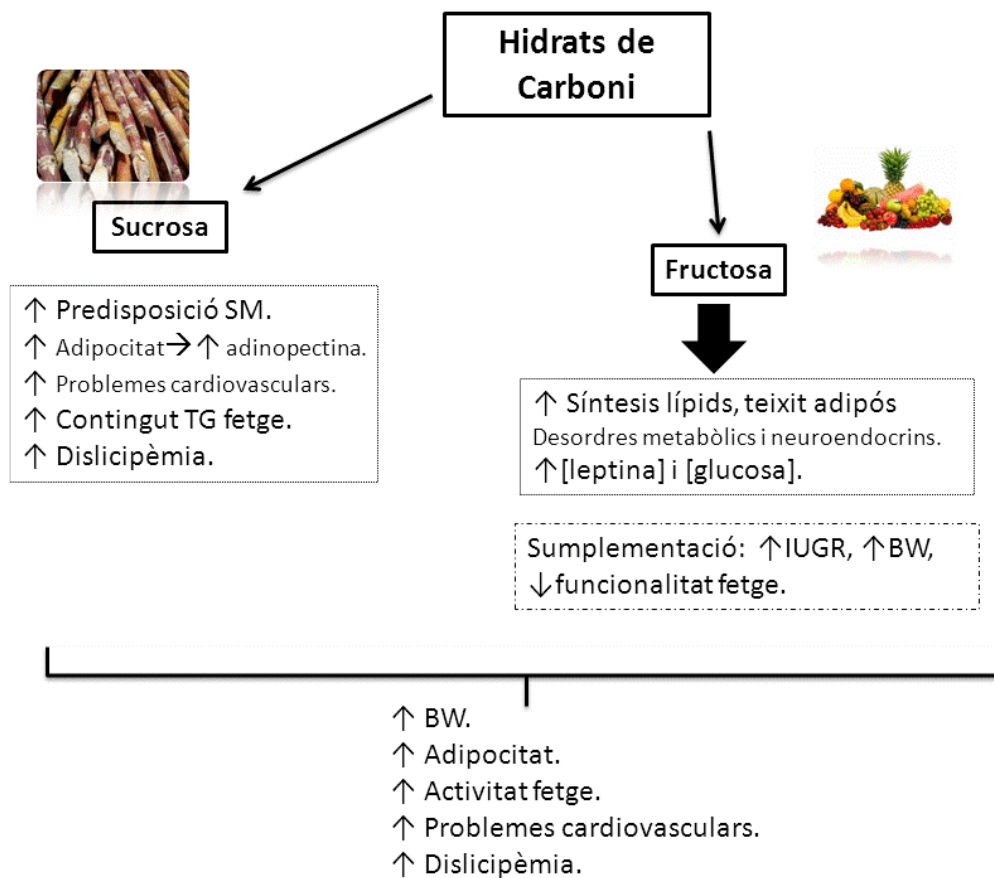 Hidrats de
Carboni
Sucrosa
↑ Predisposició SM.
↑ Adipocitat→ ↑ adinopectina.
↑ Problemes cardiovasculars.
↑ Contingut TG fetge.
↑ Dislicipèmia.
Fructosa
↑ Síntesis lípids, teixit adipós
Desordres metabòlics i neuroendocrins.
↑[leptina] i [glucosa].
Sumplementació: ↑IUGR, ↑BW,
↓funcionalitat fetge.
↑ BW.
↑ Adipocitat.
↑ Activitat fetge.
↑ Problemes cardiovasculars.
↑ Dislicipèmia.